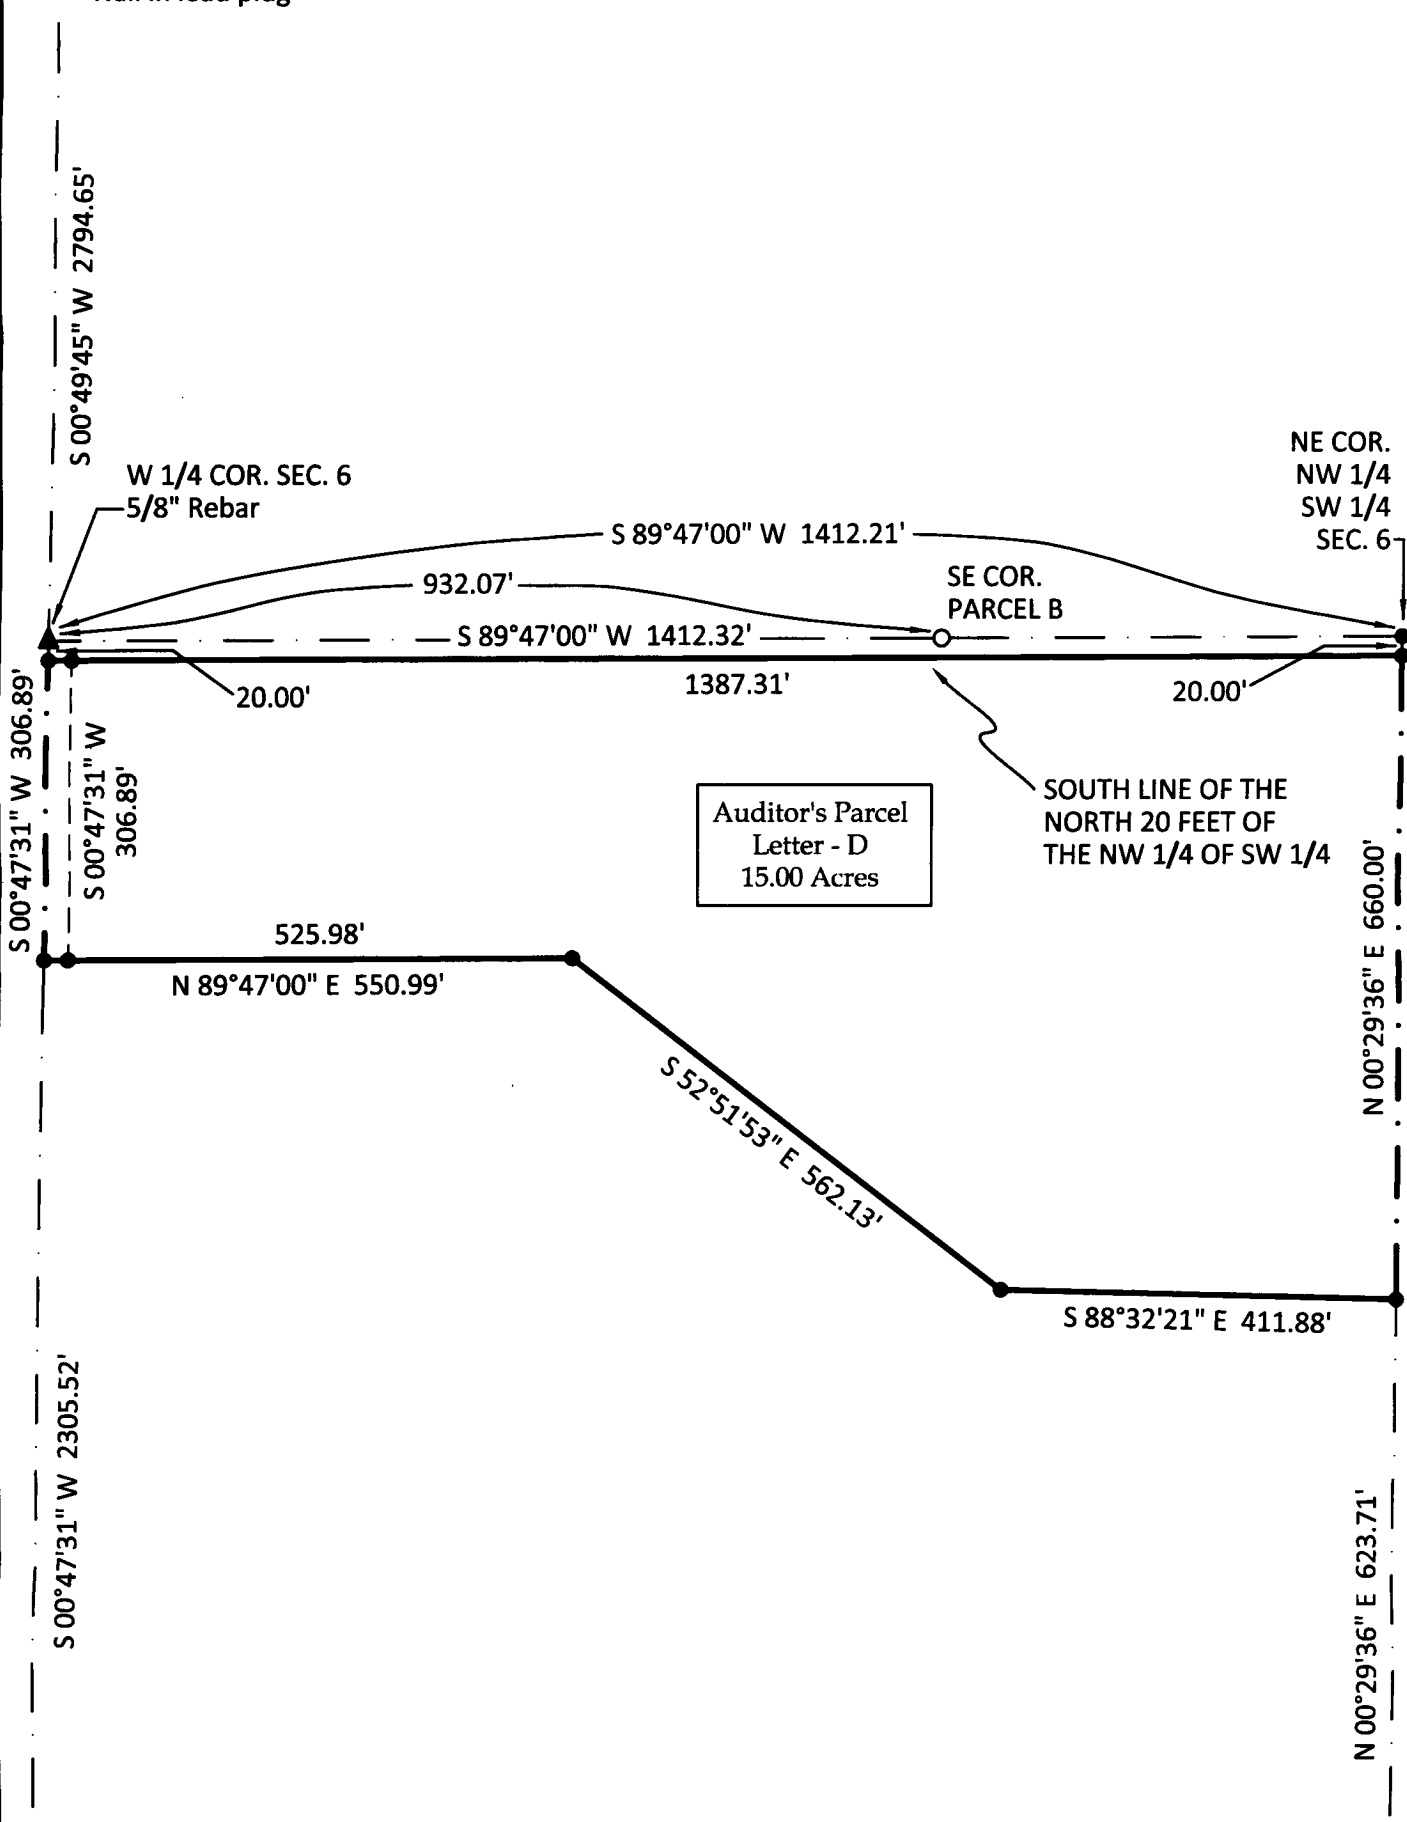 S 00°49'45" W 2794.65'
W 1/4 COR. SEC. 6
5/8" Rebar
NE COR.
NW 1/4
SW 1/4
SEC. 6
S 89°47'00" W 1412.21'
932.07'
SE COR.
PARCEL B
S 89°47'00" W 1412.32'
20.00'
1387.31'
20.00'
S 00°47'31" W 306.89'
S 00°47'31" W
306.89'
Auditor's Parcel
Letter - D
15.00 Acres
SOUTH LINE OF THE
NORTH 20 FEET OF
THE NW 1/4 OF SW 1/4
N 00°29'36" E 660.00'
525.98'
N 89°47'00" E 550.99'
S 52°51'53" E 562.13'
S 88°32'21" E 411.88'
S 00°47'31" W 2305.52'
N 00°29'36" E 623.71'